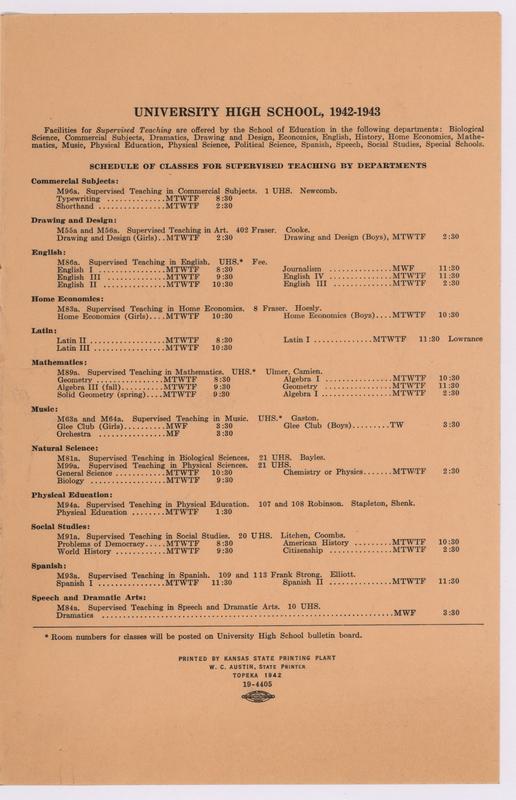 UNIVERSITY HIGH SCHOOL, 1942-1943
Facilities for Supervised Teaching are offered by the School of Education in the following departments: Biological
Science, Commercial Subjects, Dramatics, Drawing and Design, Economics, English, History, Home Economics, Mathe-
matics, Music, Physical Education, Physical Science, Political Science, Spanish, Speech, Social Studies, Special Schools.
SCHEDULE OF CLASSES FOR SUPERVISED TEACHING BY DEPARTMENTS
Commercial Subjects:
M96a. Supervised Teaching in Commercial Subjects. 1 UHS. Newcomb.
Typewriting ..............MTWTF 8:30
Shorthand ................MTWTF 2:30
Drawing and Design:
M55a and M56a. Supervised Teaching in Art. 402 Fraser. Cooke.
Drawing and Design (Girls)..MTWTF 2:30 Drawing and Design (Boys), MTWTF 2:30
English:
M86a. Supervised Teaching in English. UHS.* Fee.
English I ................MTWTF 8:30 Journalism ...............MWF 11:30
English III ..............MTWTF 9:30 English IV ...............MTWTF 11:30
English II ...............MTWTF 10:30 English III ..............MTWTF 2:30
Home Economics:
M83a. Supervised Teaching in Home Economics. 8 Fraser. Hoesly.
Home Economics (Girls)....MTWTF 10:30 Home Economics (Boys)....MTWTF 10:30
Latin:
Latin II .................MTWTF 8:30 Latin I ..............MTWTF 11:30 Lowrance
Latin III ................MTWTF 10:30
Mathematics:
M89a. Supervised Teaching in Mathematics. UHS.* Ulmer, Camien.
Geometry .................MTWTF 8:30 Algebra I ................MTWTF 10:30
Algebra III (fall)..........MTWTF 9:30 Geometry .................MTWTF 11:30
Solid Geometry (spring)....MTWTF 9:30 Algebra I ................MTWTF 2:30
Music:
M63a and M64a. Supervised Teaching in Music. UHS.* Gaston.
Glee Club (Girls)..........MWF 3:30 Glee Club (Boys).........TW 3:30
Orchestra ................MF 3:30
Natural Science:
M81a. Supervised Teaching in Biological Sciences. 21 UHS. Bayles.
M99a. Supervised Teaching in Physical Sciences. 21 UHS.
General Science ............MTWTF 10:30 Chemistry or Physics.......MTWTF 2:30
Biology ..................MTWTF 9:30
Physical Education:
M94a. Supervised Teaching in Physical Education. 107 and 108 Robinson. Stapleton, Shenk.
Physical Education ........MTWTF 1:30
Social Studies:
M91a. Supervised Teaching in Social Studies. 20 UHS. Litchen, Coombs.
Problems of Democracy.....MTWTF 8:30 American History .........MTWTF 10:30
World History .............MTWTF 9:30 Citizenship ...............MTWTF 2:30
Spanish:
M93a. Supervised Teaching in Spanish. 109 and 113 Frank Strong. Elliott.
Spanish I ................MTWTF 11:30 Spanish II ...............MTWTF 11:30
Speech and Dramatic Arts:
M84a. Supervised Teaching in Speech and Dramatic Arts. 10 UHS.
Dramatics ................................................MWF 3:30
* Room numbers for classes will be posted on University High School bulletin board.
PRINTED BY KANSAS STATE PRINTING PLANT
W. C. AUSTIN, STATE PRINTER
TOPEKA 1942
19-4405